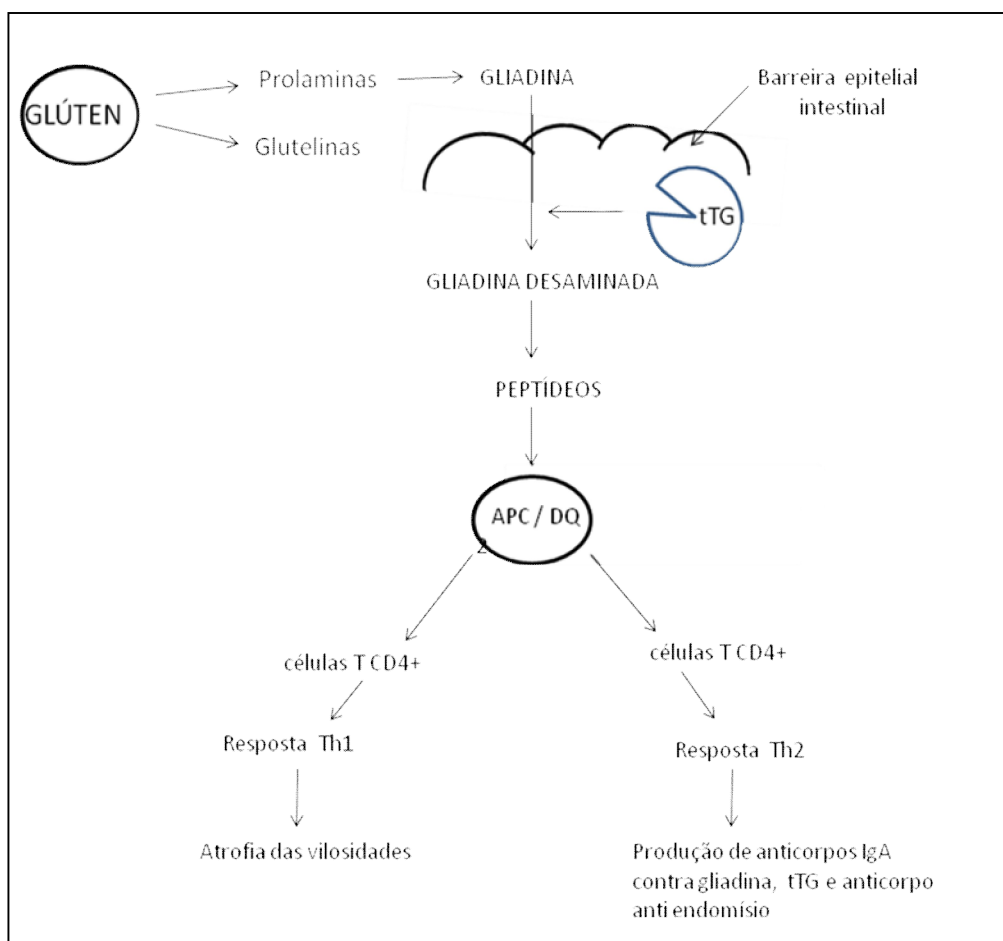 GLÚTEN
Prolaminas
GLIADINA
Glutelinas
Barreira epitelial
intestinal
tTG
GLIADINA DESAMINADA
PEPTÍDEOS
APC / DQ
2
células T CD4+
células T CD4+
Resposta Th1
Resposta Th2
Atrofia das vilosidades
Produção de anticorpos IgA
contra gliadina, tTG e anticorpo
anti endomísio